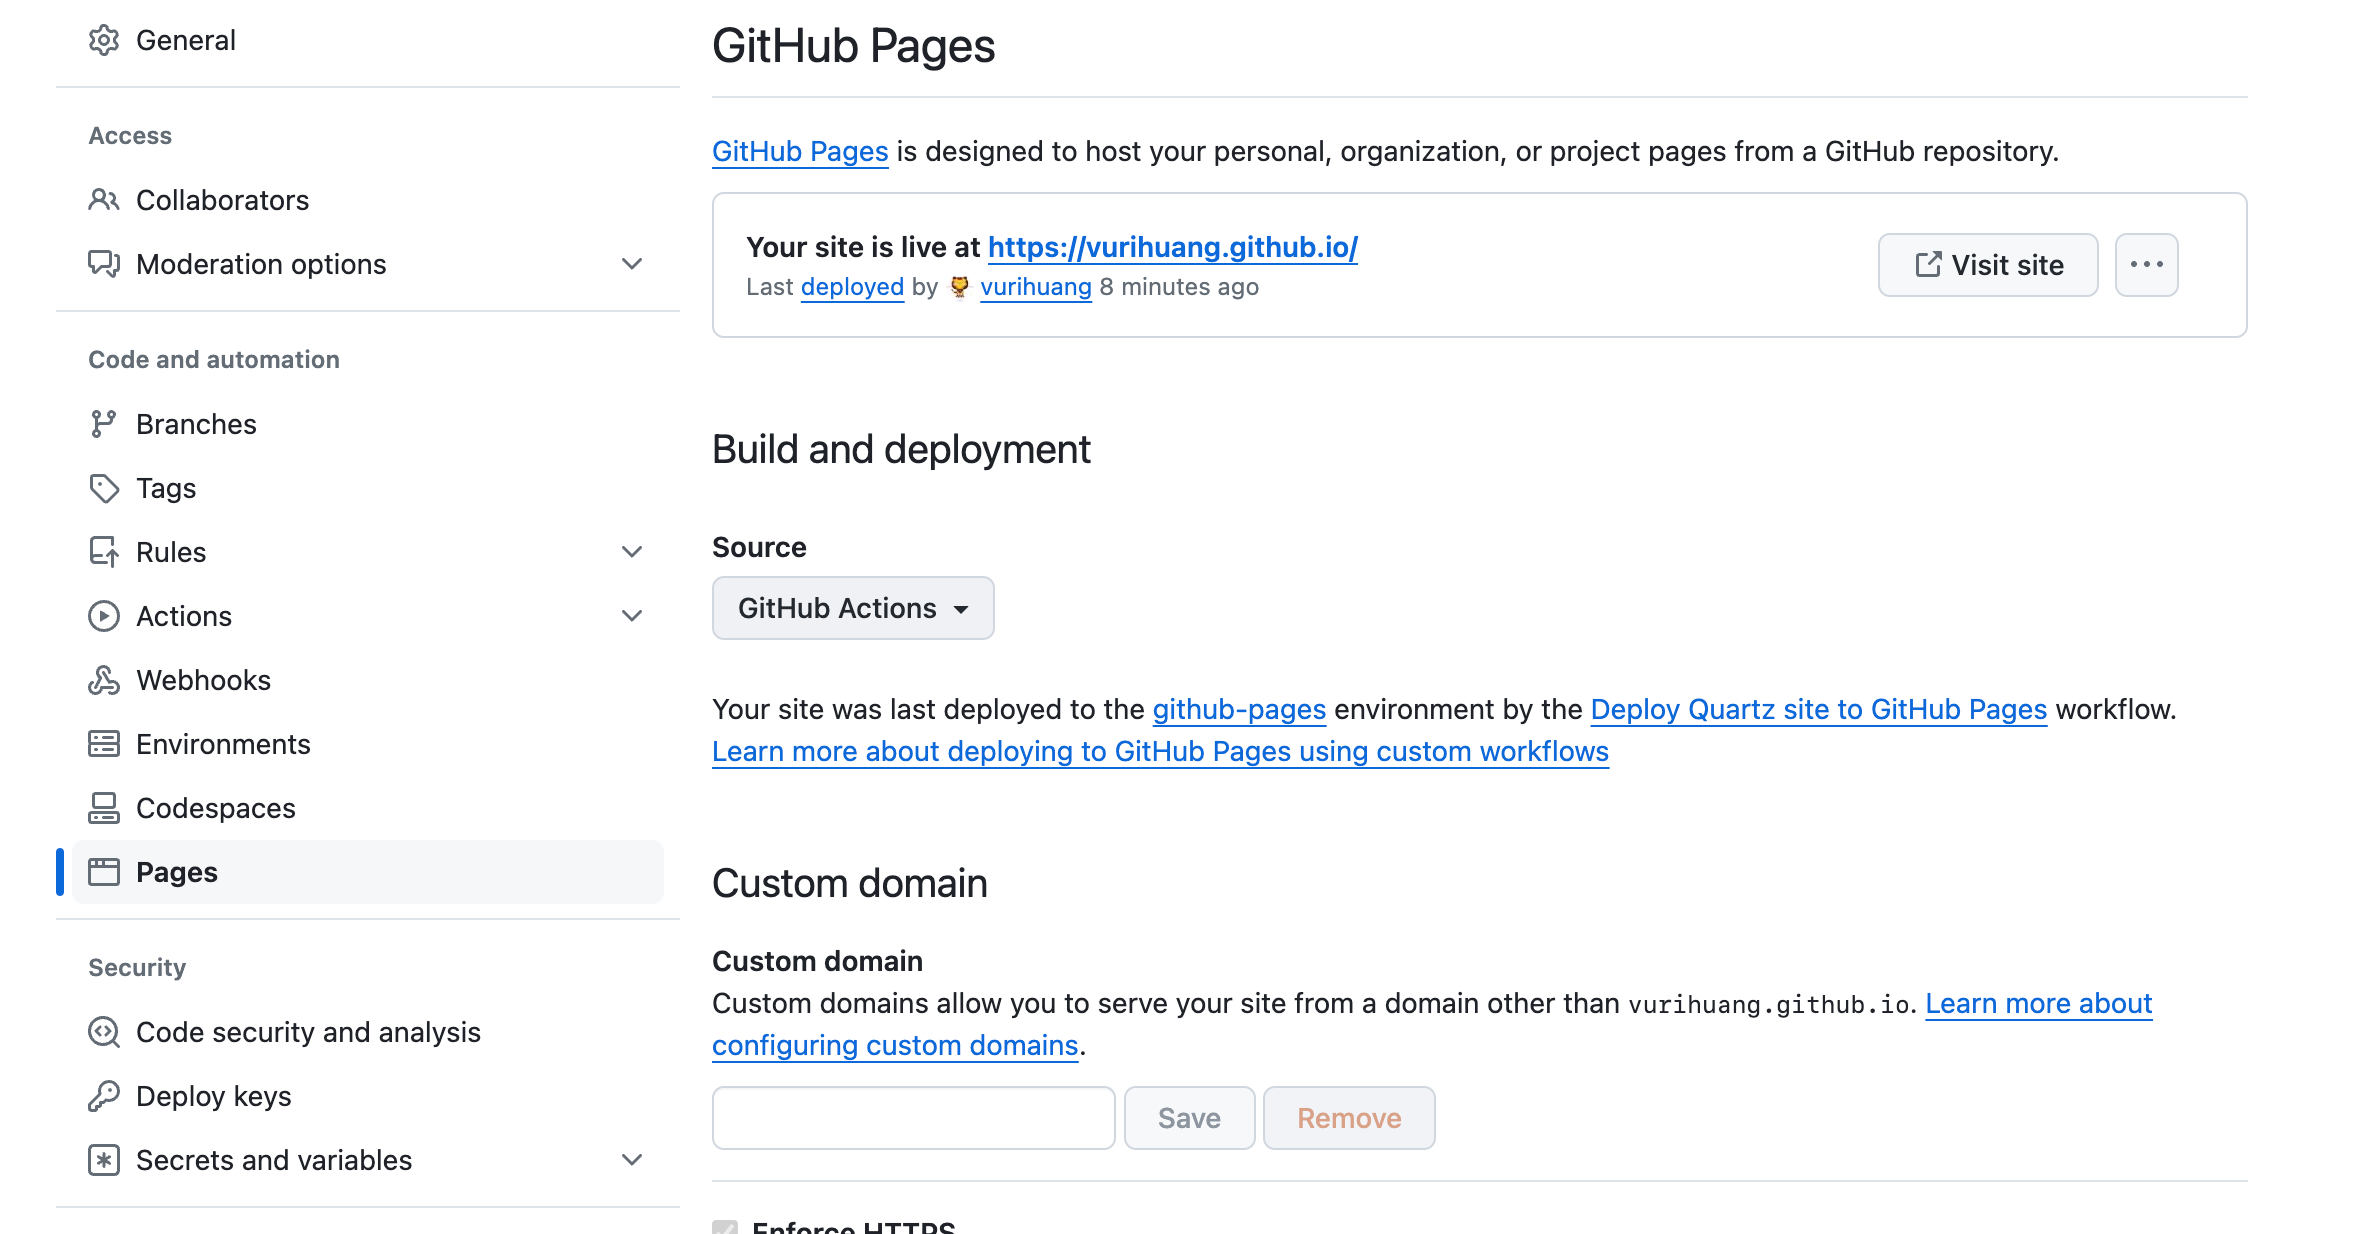 General
Access
Collaborators
Moderation options
Code and automation
Branches
Tags
Rules
Actions
Webhooks
Environments
Codespaces
Pages
Security
Code security and analysis
Deploy keys
Secrets and variables
GitHub Pages
GitHub Pages is designed to host your personal, organization, or project pages from a GitHub repository.
Your site is live at https://vurihuang.github.io/
Last deployed by vurihuang 8 minutes ago
Visit site
Build and deployment
Source
GitHub Actions
Your site was last deployed to the github-pages environment by the Deploy Quartz site to GitHub Pages workflow.
Learn more about deploying to GitHub Pages using custom workflows
Custom domain
Custom domain
Custom domains allow you to serve your site from a domain other than vurihuang.github.io. Learn more about
configuring custom domains.
Save
Remove
Enforce HTTPS